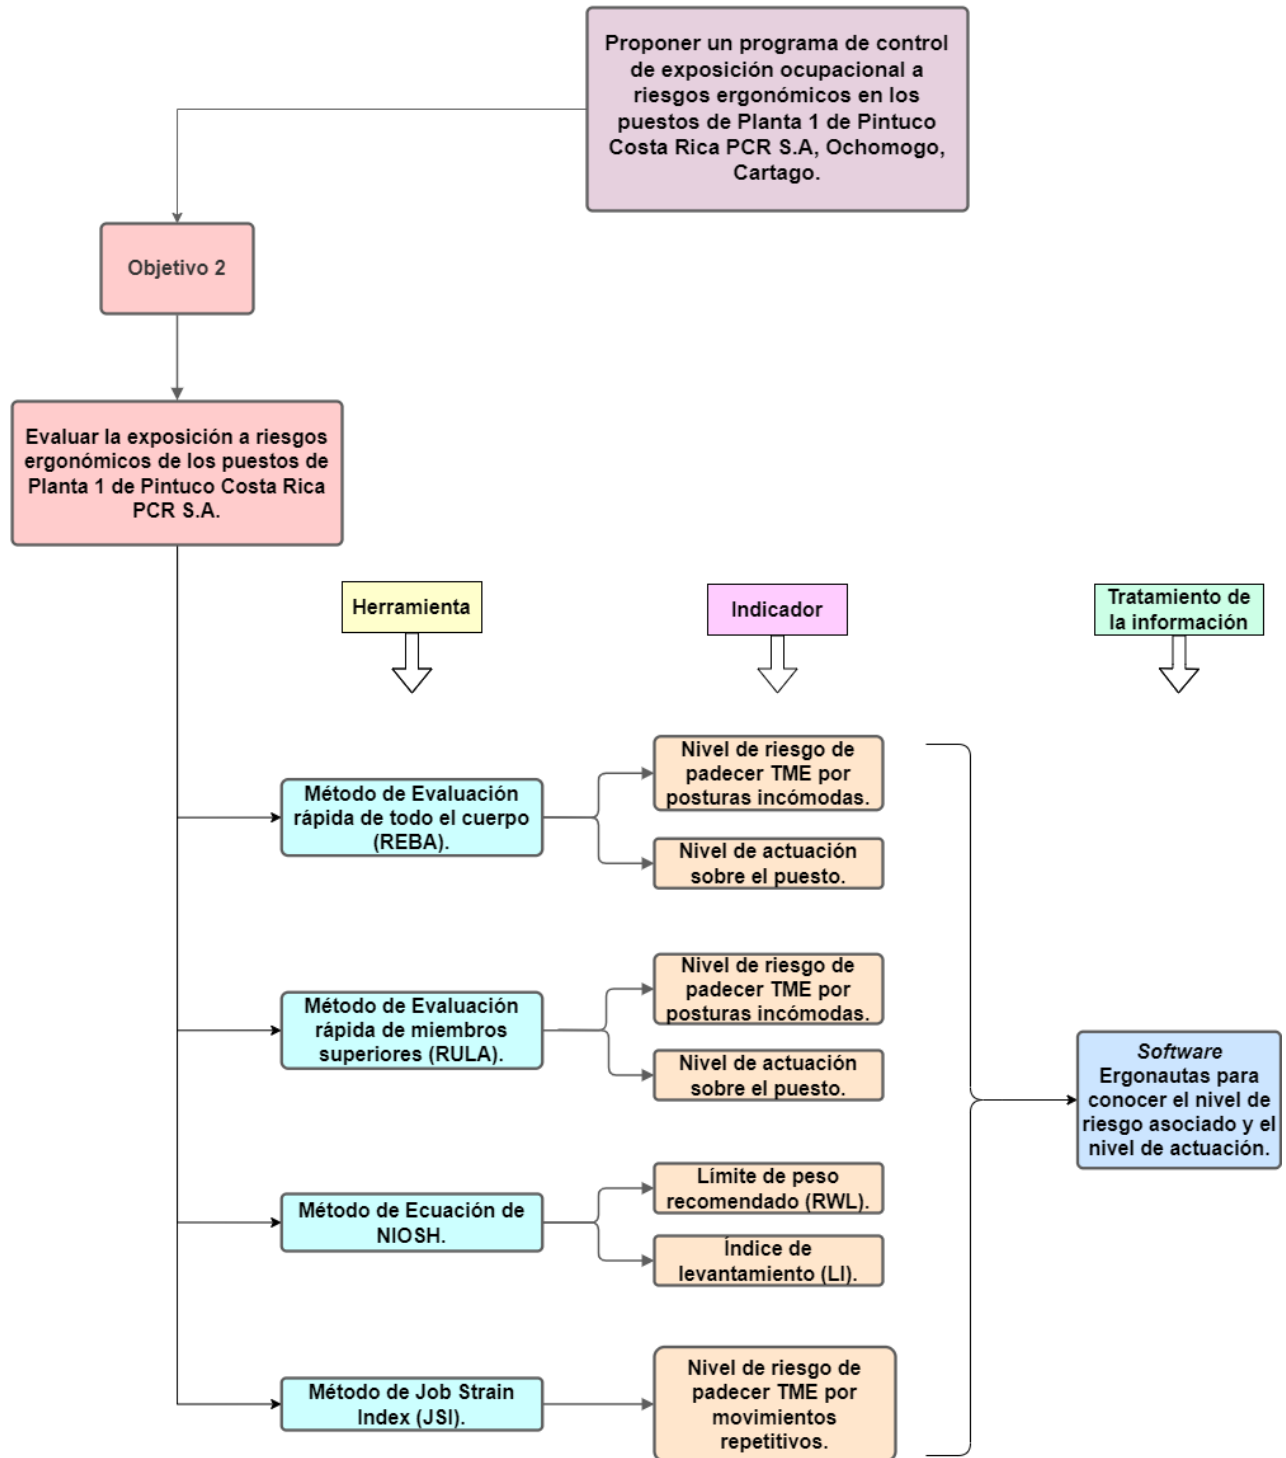 Proponer un programa de control
de exposición ocupacional a
riesgos ergonómicos en los
puestos de Planta 1 de Pintuco
Costa Rica PCR S.A, Ochomogo,
Cartago.
Objetivo 2
Evaluar la exposición a riesgos
ergonómicos de los puestos de
Planta 1 de Pintuco Costa Rica
PCR S.A.
Herramienta
Indicador
Tratamiento de
la información
Método de Evaluación
rápida de todo el cuerpo
(REBA).
Nivel de riesgo de
padecer TME por
posturas incómodas.
Nivel de actuación
sobre el puesto.
Método de Evaluación
rápida de miembros
superiores (RULA).
Nivel de riesgo de
padecer TME por
posturas incómodas.
Nivel de actuación
sobre el puesto.
Método de Ecuación de
NIOSH.
Límite de peso
recomendado (RWL).
Índice de
levantamiento (LI).
Método de Job Strain
Index (JSI).
Nivel de riesgo de
padecer TME por
movimientos
repetitivos.
Software
Ergonautas para
conocer el nivel de
riesgo asociado y el
nivel de actuación.